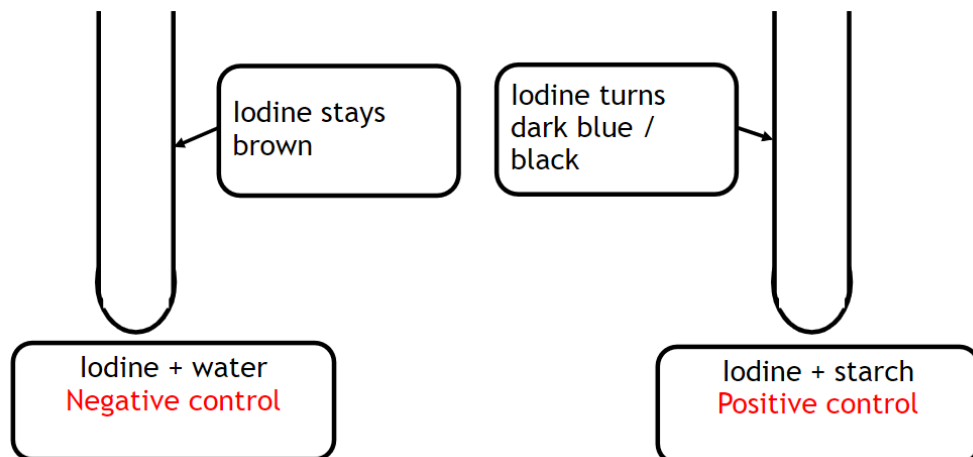 Iodine stays
brown
Iodine turns
dark blue /
black
Iodine + water
Negative control
Iodine + starch
Positive control